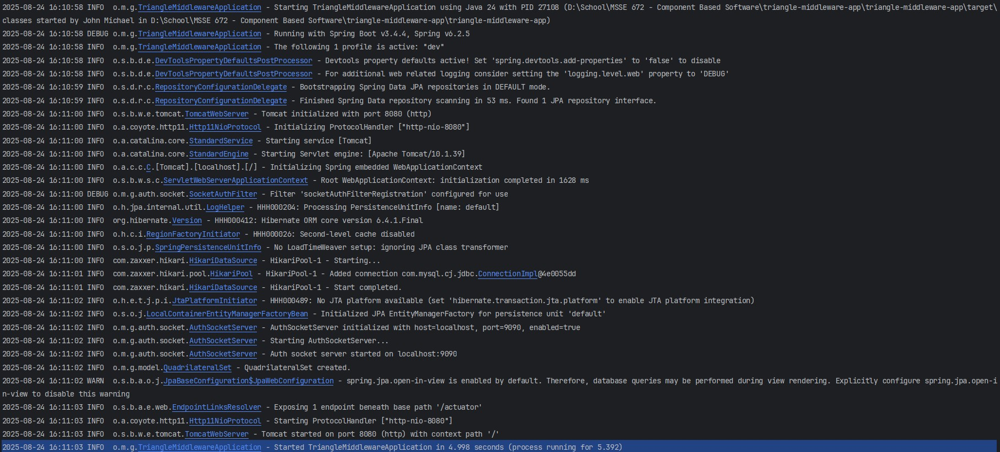 2025-08-24 16:10:58 INFO  o.m.g.TriangleMiddlewareApplication - Starting TriangleMiddlewareApplication using Java 24 with PID 27108 (D:\School\MSSE 672 - Component Based Software\triangle-middleware-app\triangle-middleware-app\target\
classes started by John Michael in D:\School\MSSE 672 - Component Based Software\triangle-middleware-app\triangle-middleware-app)
2025-08-24 16:10:58 DEBUG o.m.g.TriangleMiddlewareApplication - Running with Spring Boot v3.4.4, Spring v6.2.5
2025-08-24 16:10:58 INFO  o.m.g.TriangleMiddlewareApplication - The following 1 profile is active: "dev"
2025-08-24 16:10:58 INFO  o.s.b.d.e.DevToolsPropertyDefaultsPostProcessor - Devtools property defaults active! Set 'spring.devtools.add-properties' to 'false' to disable
2025-08-24 16:10:58 INFO  o.s.b.d.e.DevToolsPropertyDefaultsPostProcessor - For additional web related logging consider setting the 'logging.level.web' property to 'DEBUG'
2025-08-24 16:10:59 INFO  o.s.d.r.c.RepositoryConfigurationDelegate - Bootstrapping Spring Data JPA repositories in DEFAULT mode.
2025-08-24 16:10:59 INFO  o.s.d.r.c.RepositoryConfigurationDelegate - Finished Spring Data repository scanning in 53 ms. Found 1 JPA repository interface.
2025-08-24 16:11:00 INFO  o.s.b.w.e.tomcat.TomcatWebServer - Tomcat initialized with port 8080 (http)
2025-08-24 16:11:00 INFO  o.a.coyote.http11.Http11NioProtocol - Initializing ProtocolHandler ["http-nio-8080"]
2025-08-24 16:11:00 INFO  o.a.catalina.core.StandardService - Starting service [Tomcat]
2025-08-24 16:11:00 INFO  o.a.catalina.core.StandardEngine - Starting Servlet engine: [Apache Tomcat/10.1.39]
2025-08-24 16:11:00 INFO  o.a.c.c.C.[Tomcat].[localhost].[/] - Initializing Spring embedded WebApplicationContext
2025-08-24 16:11:00 INFO  o.s.b.w.s.c.ServletWebServerApplicationContext - Root WebApplicationContext: initialization completed in 1628 ms
2025-08-24 16:11:00 DEBUG o.m.g.auth.socket.SocketAuthFilter - Filter 'socketAuthFilterRegistration' configured for use
2025-08-24 16:11:00 INFO  o.h.jpa.internal.util.LogHelper - HHH000204: Processing PersistenceUnitInfo [name: default]
2025-08-24 16:11:00 INFO  org.hibernate.Version - HHH000412: Hibernate ORM core version 6.4.1.Final
2025-08-24 16:11:00 INFO  o.h.c.i.RegionFactoryInitiator - HHH000026: Second-level cache disabled
2025-08-24 16:11:00 INFO  o.s.o.j.p.SpringPersistenceUnitInfo - No LoadTimeWeaver setup: ignoring JPA class transformer
2025-08-24 16:11:00 INFO  com.zaxxer.hikari.HikariDataSource - HikariPool-1 - Starting...
2025-08-24 16:11:01 INFO  com.zaxxer.hikari.pool.HikariPool - HikariPool-1 - Added connection com.mysql.cj.jdbc.ConnectionImpl@4e0055dd
2025-08-24 16:11:01 INFO  com.zaxxer.hikari.HikariDataSource - HikariPool-1 - Start completed.
2025-08-24 16:11:02 INFO  o.h.e.t.j.p.i.JtaPlatformInitiator - HHH000489: No JTA platform available (set 'hibernate.transaction.jta.platform' to enable JTA platform integration)
2025-08-24 16:11:02 INFO  o.s.o.j.LocalContainerEntityManagerFactoryBean - Initialized JPA EntityManagerFactory for persistence unit 'default'
2025-08-24 16:11:02 INFO  o.m.g.auth.socket.AuthSocketServer - AuthSocketServer initialized with host=localhost, port=9090, enabled=true
2025-08-24 16:11:02 INFO  o.m.g.auth.socket.AuthSocketServer - Starting AuthSocketServer...
2025-08-24 16:11:02 INFO  o.m.g.auth.socket.AuthSocketServer - Auth socket server started on localhost:9090
2025-08-24 16:11:02 INFO  o.m.g.model.QuadrilateralSet - QuadrilateralSet created.
2025-08-24 16:11:02 WARN  o.s.b.a.o.j.JpaBaseConfiguration$JpaWebConfiguration - spring.jpa.open-in-view is enabled by default. Therefore, database queries may be performed during view rendering. Explicitly configure spring.jpa.open-i
n-view to disable this warning
2025-08-24 16:11:03 INFO  o.s.b.a.e.web.EndpointLinksResolver - Exposing 1 endpoint beneath base path '/actuator'
2025-08-24 16:11:03 INFO  o.a.coyote.http11.Http11NioProtocol - Starting ProtocolHandler ["http-nio-8080"]
2025-08-24 16:11:03 INFO  o.s.b.w.e.tomcat.TomcatWebServer - Tomcat started on port 8080 (http) with context path '/'
2025-08-24 16:11:03 INFO  o.m.g.TriangleMiddlewareApplication - Started TriangleMiddlewareApplication in 4.998 seconds (process running for 5.392)